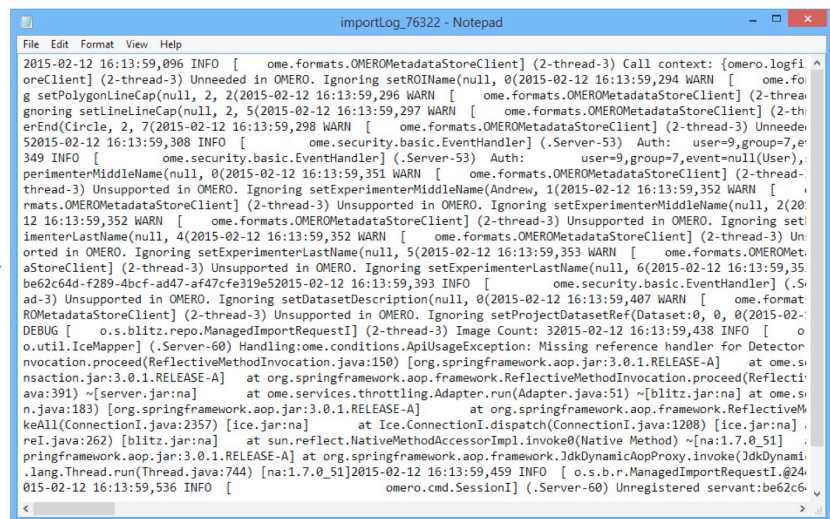 importLog_76322 - Notepad
File Edit Format View Help
2015-02-12 16:13:59,096 INFO [ ome.formats.OMEROMetadataStoreClient] (2-thread-3) Call context: {omero.logfi
oreClient] (2-thread-3) Unneeded in OMERO. Ignoring setROIName(null, 0(2015-02-12 16:13:59,294 WARN [ ome.fo
g setPolygonLineCap(null, 2, 2(2015-02-12 16:13:59,296 WARN [ ome.formats.OMEROMetadataStoreClient] (2-threa
gnoring setLineLineCap(null, 2, 5(2015-02-12 16:13:59,297 WARN [ ome.formats.OMEROMetadataStoreClient] (2-th
erEnd(Circle, 2, 7(2015-02-12 16:13:59,298 WARN [ ome.formats.OMEROMetadataStoreClient] (2-thread-3) Unneede
52015-02-12 16:13:59,308 INFO [ ome.security.basic.EventHandler] (.Server-53) Auth: user=9,group=7,e
349 INFO [ ome.security.basic.EventHandler] (.Server-53) Auth: user=9,group=7,event=null(User),
perimenterMiddleName(null, 0(2015-02-12 16:13:59,351 WARN [ ome.formats.OMEROMetadataStoreClient] (2-thread-
thread-3) Unsupported in OMERO. Ignoring setExperimenterMiddleName(Andrew, 1(2015-02-12 16:13:59,352 WARN [
rmats.OMEROMetadataStoreClient] (2-thread-3) Unsupported in OMERO. Ignoring setExperimenterMiddleName(null, 2(20
12 16:13:59,352 WARN [ ome.formats.OMEROMetadataStoreClient] (2-thread-3) Unsupported in OMERO. Ignoring set
imenterLastName(null, 4(2015-02-12 16:13:59,352 WARN [ ome.formats.OMEROMetadataStoreClient] (2-thread-3) Un
orted in OMERO. Ignoring setExperimenterLastName(null, 5(2015-02-12 16:13:59,353 WARN [ ome.formats.OMEROMet
aStoreClient] (2-thread-3) Unsupported in OMERO. Ignoring setExperimenterLastName(null, 6(2015-02-12 16:13:59,35
be62c64d-f289-4bcf-ad47-af47cfe319e52015-02-12 16:13:59,393 INFO [ ome.security.basic.EventHandler] (.S
ad-3) Unsupported in OMERO. Ignoring setDatasetDescription(null, 0(2015-02-12 16:13:59,407 WARN [ ome.format
ROMetadataStoreClient] (2-thread-3) Unsupported in OMERO. Ignoring setProjectDatasetRef(Dataset:0, 0, 0(2015-02-
DEBUG [ o.s.blitz.repo.ManagedImportRequestI] (2-thread-3) Image Count: 32015-02-12 16:13:59,438 INFO [ o
o.util.IceMapper] (.Server-60) Handling:ome.conditions.ApiUsageException: Missing reference handler for Detector
nvocation.proceed(ReflectiveMethodInvocation.java:150) [org.springframework.aop.jar:3.0.1.RELEASE-A] at ome.s
nsaction.jar:3.0.1.RELEASE-A] at org.springframework.aop.framework.ReflectiveMethodInvocation.proceed(Reflecti
ava:391) ~[server.jar:na] at ome.services.throttling.Adapter.run(Adapter.java:51) ~[blitz.jar:na] at ome.s
n.java:183) [org.springframework.aop.jar:3.0.1.RELEASE-A] at org.springframework.aop.framework.ReflectiveM
keAll(ConnectionI.java:2357) [ice.jar:na] at Ice.ConnectionI.dispatch(ConnectionI.java:1208) [ice.jar:na]
reI.java:262) [blitz.jar:na] at sun.reflect.NativeMethodAccessorImpl.invoke0(Native Method) ~[na:1.7.0_51]
pringframework.aop.jar:3.0.1.RELEASE-A] at org.springframework.aop.framework.JdkDynamicAopProxy.invoke(JdkDynami
.lang.Thread.run(Thread.java:744) [na:1.7.0_51]2015-02-12 16:13:59,459 INFO [ o.s.b.r.ManagedImportRequestI.@24
015-02-12 16:13:59,536 INFO [ omero.cmd.SessionI] (.Server-60) Unregistered servant:be62c6